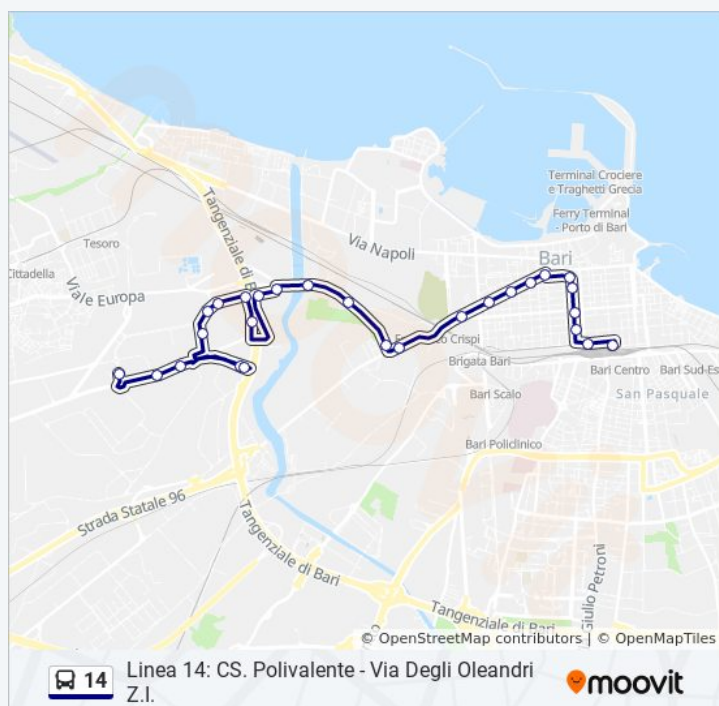 Terminal Crociere
e Traghetti Grecia
Ferry Terminal
- Porto di Bari
Tangenziale di
Via Napoli
Bari
Tesoro
Cittadella
Viale Europa
Crispi
Brigata Bari
Bari Centro
Bari Sud-Es
Bari Scalo
San Pasquale
Bari Policlinico
Strada Statale 96
Tangenziale di Bari
Giulio Petroni
Tangenziale di Bari
© OpenStreetMap contributors | © OpenMapTiles
14
Linea 14: CS. Polivalente - Via Degli Oleandri
Z.I.
moovit